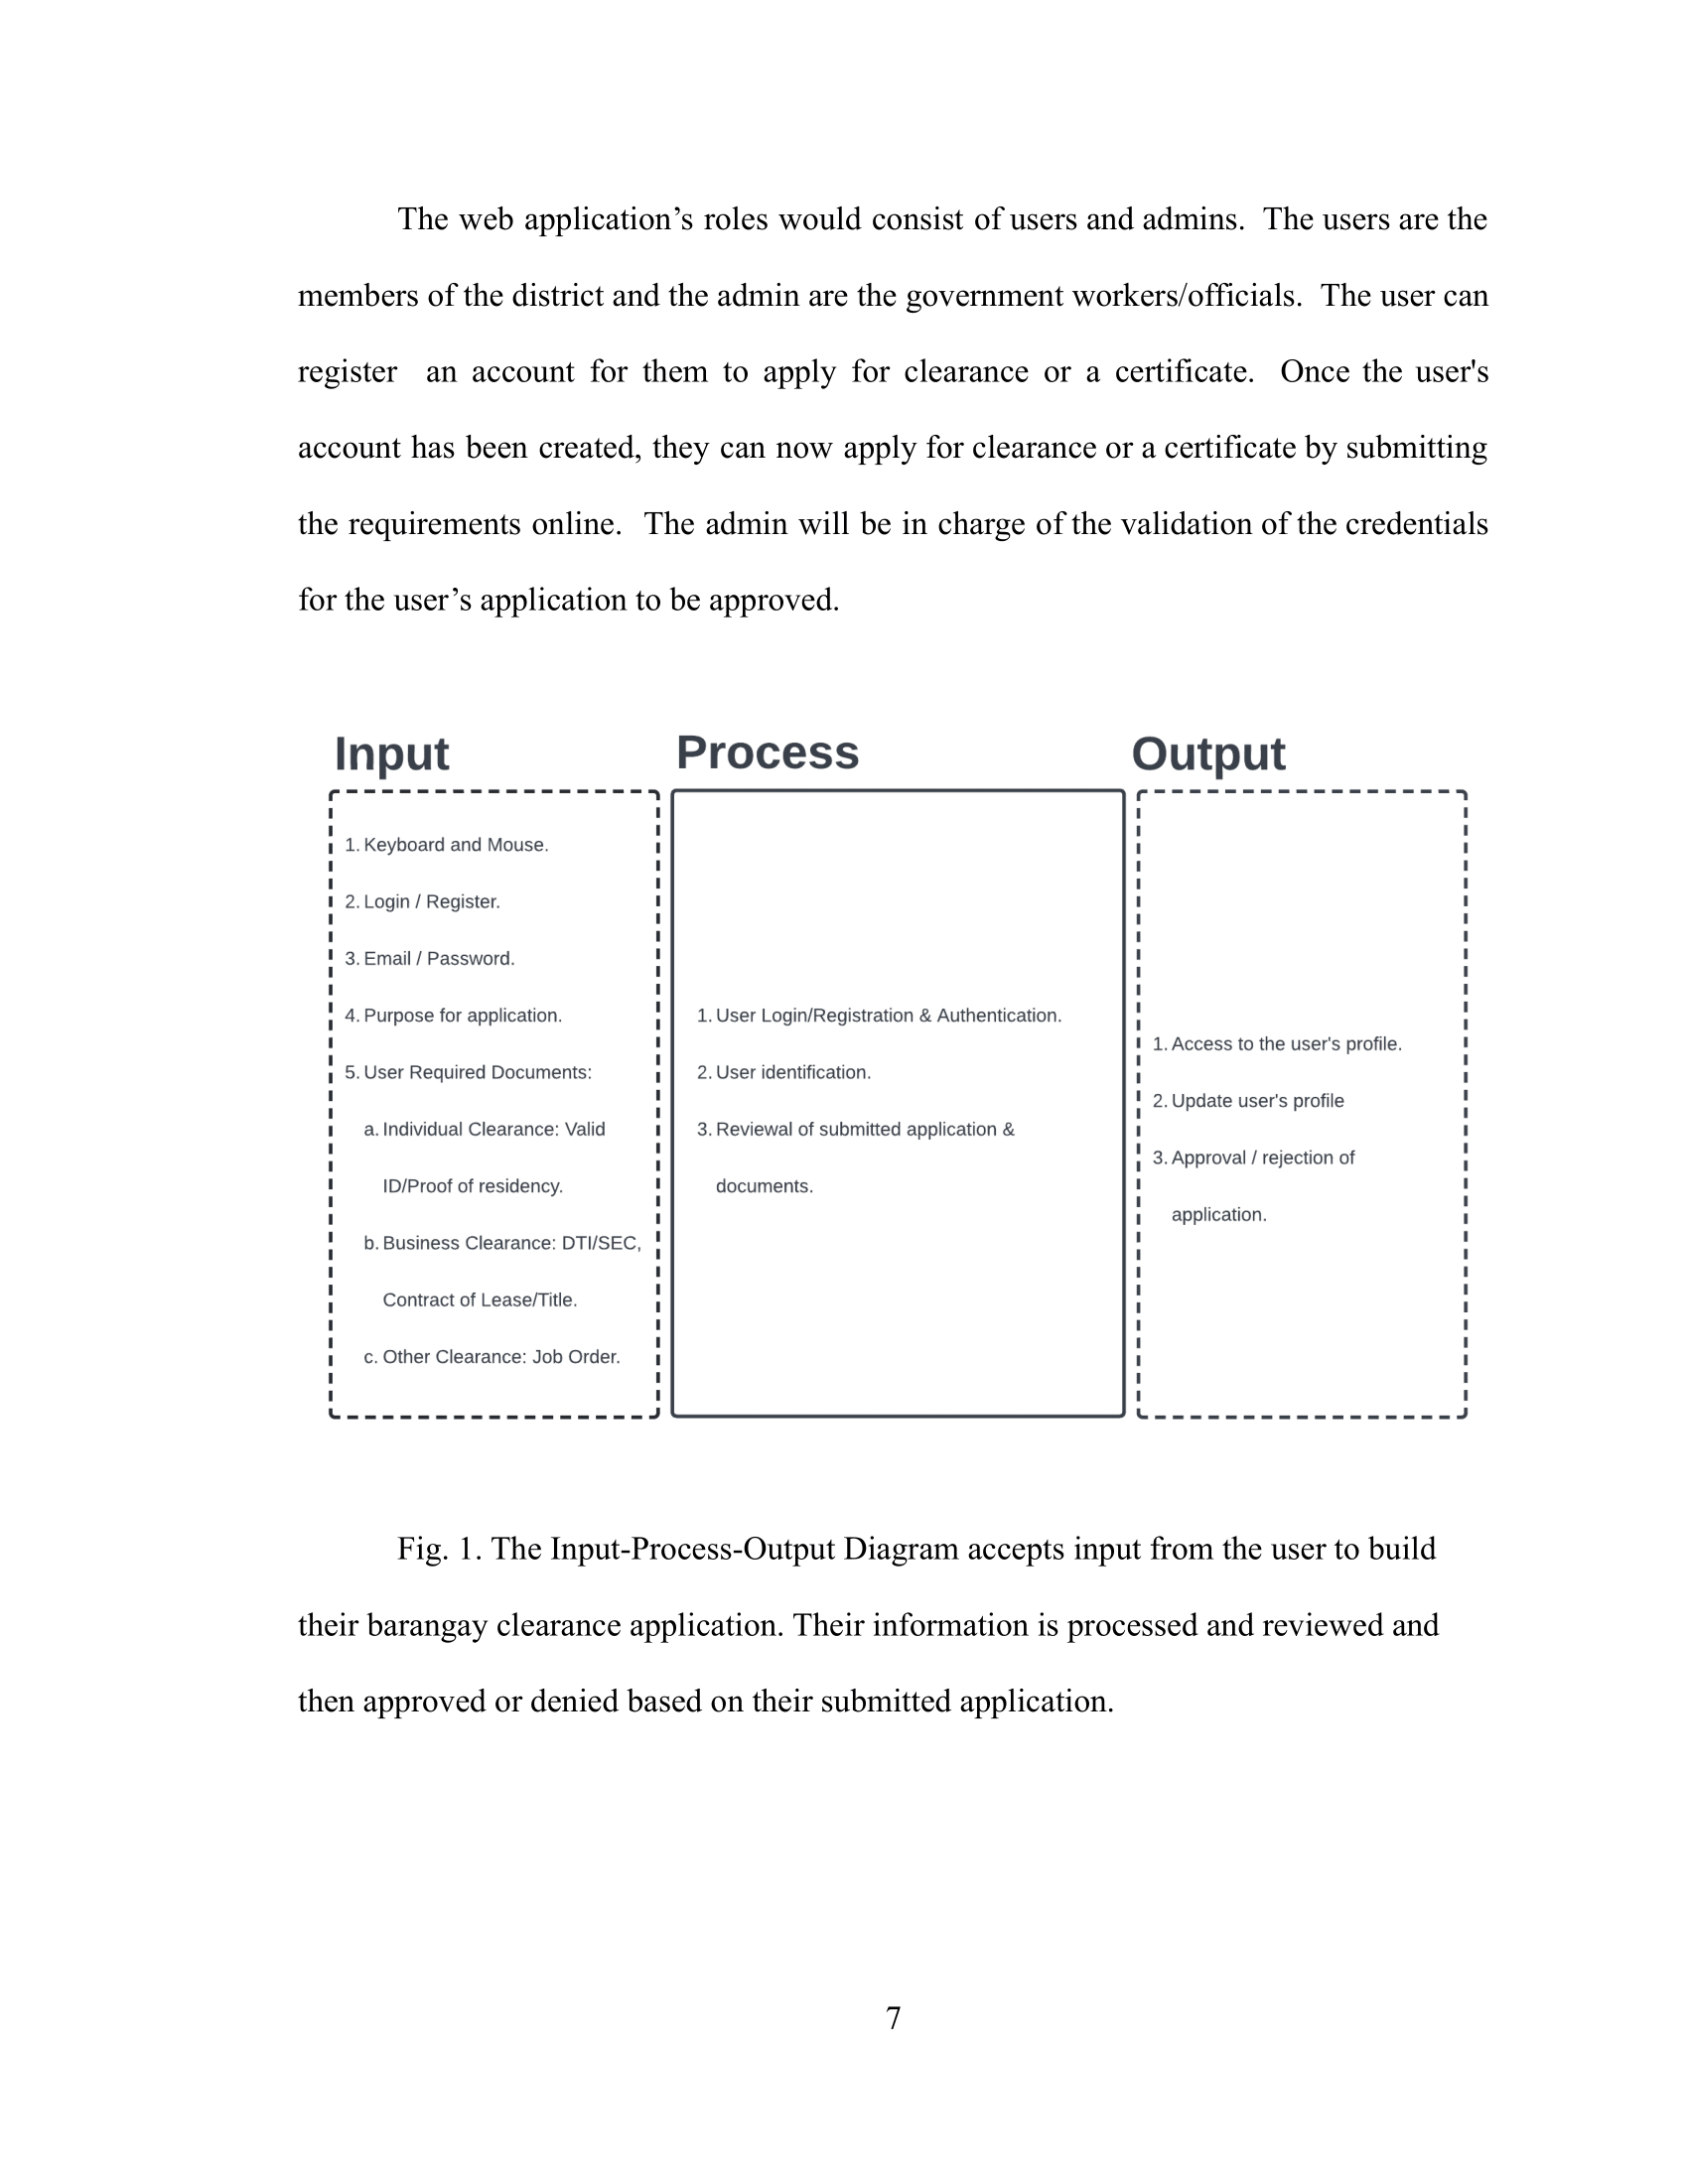 The web application’s roles would consist of users and admins.  The users are the
members of the district and the admin are the government workers/officials.  The user can
register  an account for them to apply for clearance or a certificate.  Once the user's
account has been created, they can now apply for clearance or a certificate by submitting
the requirements online.  The admin will be in charge of the validation of the credentials
for the user’s application to be approved.
Input
1. Keyboard and Mouse.
2. Login / Register.
3. Email / Password.
4. Purpose for application.
5. User Required Documents:
a. Individual Clearance: Valid
ID/Proof of residency.
b. Business Clearance: DTI/SEC,
Contract of Lease/Title.
c. Other Clearance: Job Order.
Process
1. User Login/Registration & Authentication.
2. User identification.
3. Reviewal of submitted application &
documents.
Output
1. Access to the user's profile.
2. Update user's profile
3. Approval / rejection of
application.
Fig. 1. The Input-Process-Output Diagram accepts input from the user to build
their barangay clearance application. Their information is processed and reviewed and
then approved or denied based on their submitted application.
7